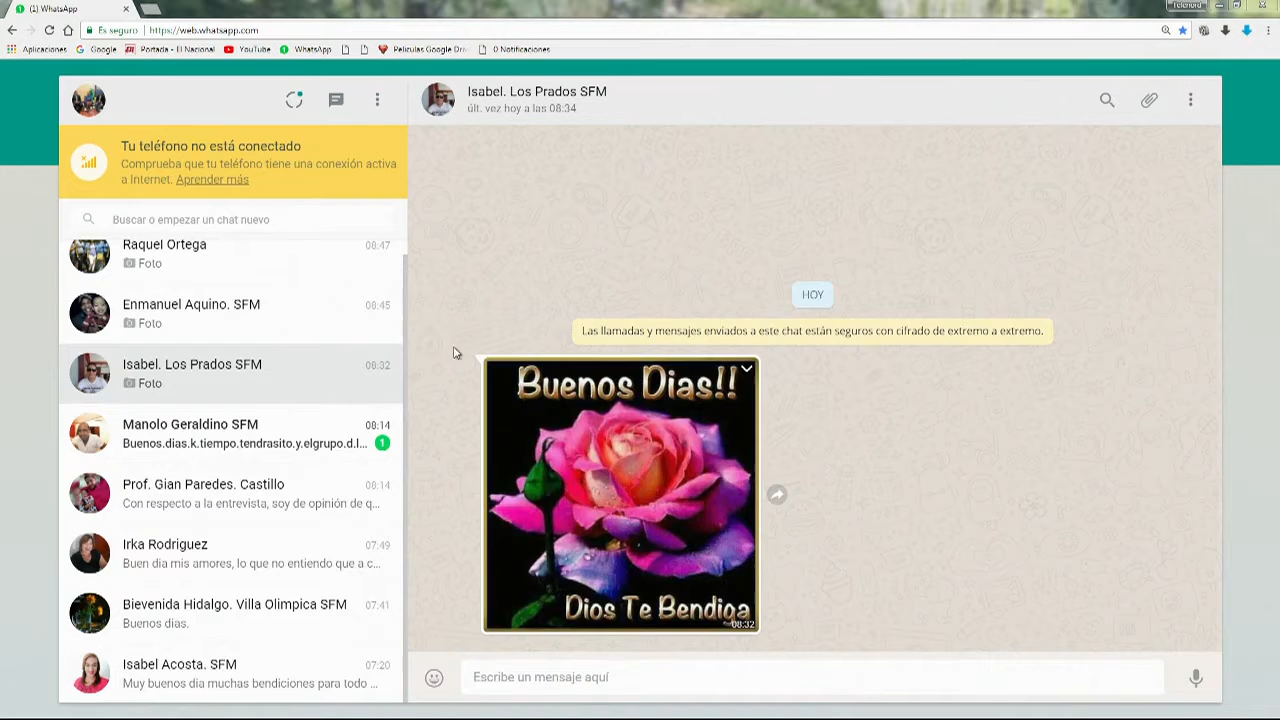 (1) WhatsApp
Telenord
Es seguro
https://web.whatsapp.com
Aplicaciones
Google
Portada - El Nacional
YouTube
WhatsApp
Peliculas Google Dri
0 Notificaciones
Isabel. Los Prados SFM
últ. vez hoy a las 08:34
Tu teléfono no está conectado
Comprueba que tu teléfono tiene una conexión activa
a Internet. Aprender más
Buscar o empezar un chat nuevo
Raquel Ortega 08:47
Foto
Enmanuel Aquino. SFM 08:45
Foto
Isabel. Los Prados SFM 08:32
Foto
Manolo Geraldino SFM 08:14
Buenos.dias.k.tiempo.tendrasito.y.elgrupo.d.l... 1
Prof. Gian Paredes. Castillo 08:14
Con respecto a la entrevista, soy de opinión de q...
Irka Rodriguez 07:49
Buen dia mis amores, lo que no entiendo que a c...
Bievenida Hidalgo. Villa Olimpica SFM 07:41
Buenos dias.
Isabel Acosta. SFM 07:20
Muy buenos dia muchas bendiciones para todo ...
HOY
Las llamadas y mensajes enviados a este chat están seguros con cifrado de extremo a extremo.
Buenos Dias!!
Dios Te Bendiga
08:32
Escribe un mensaje aquí